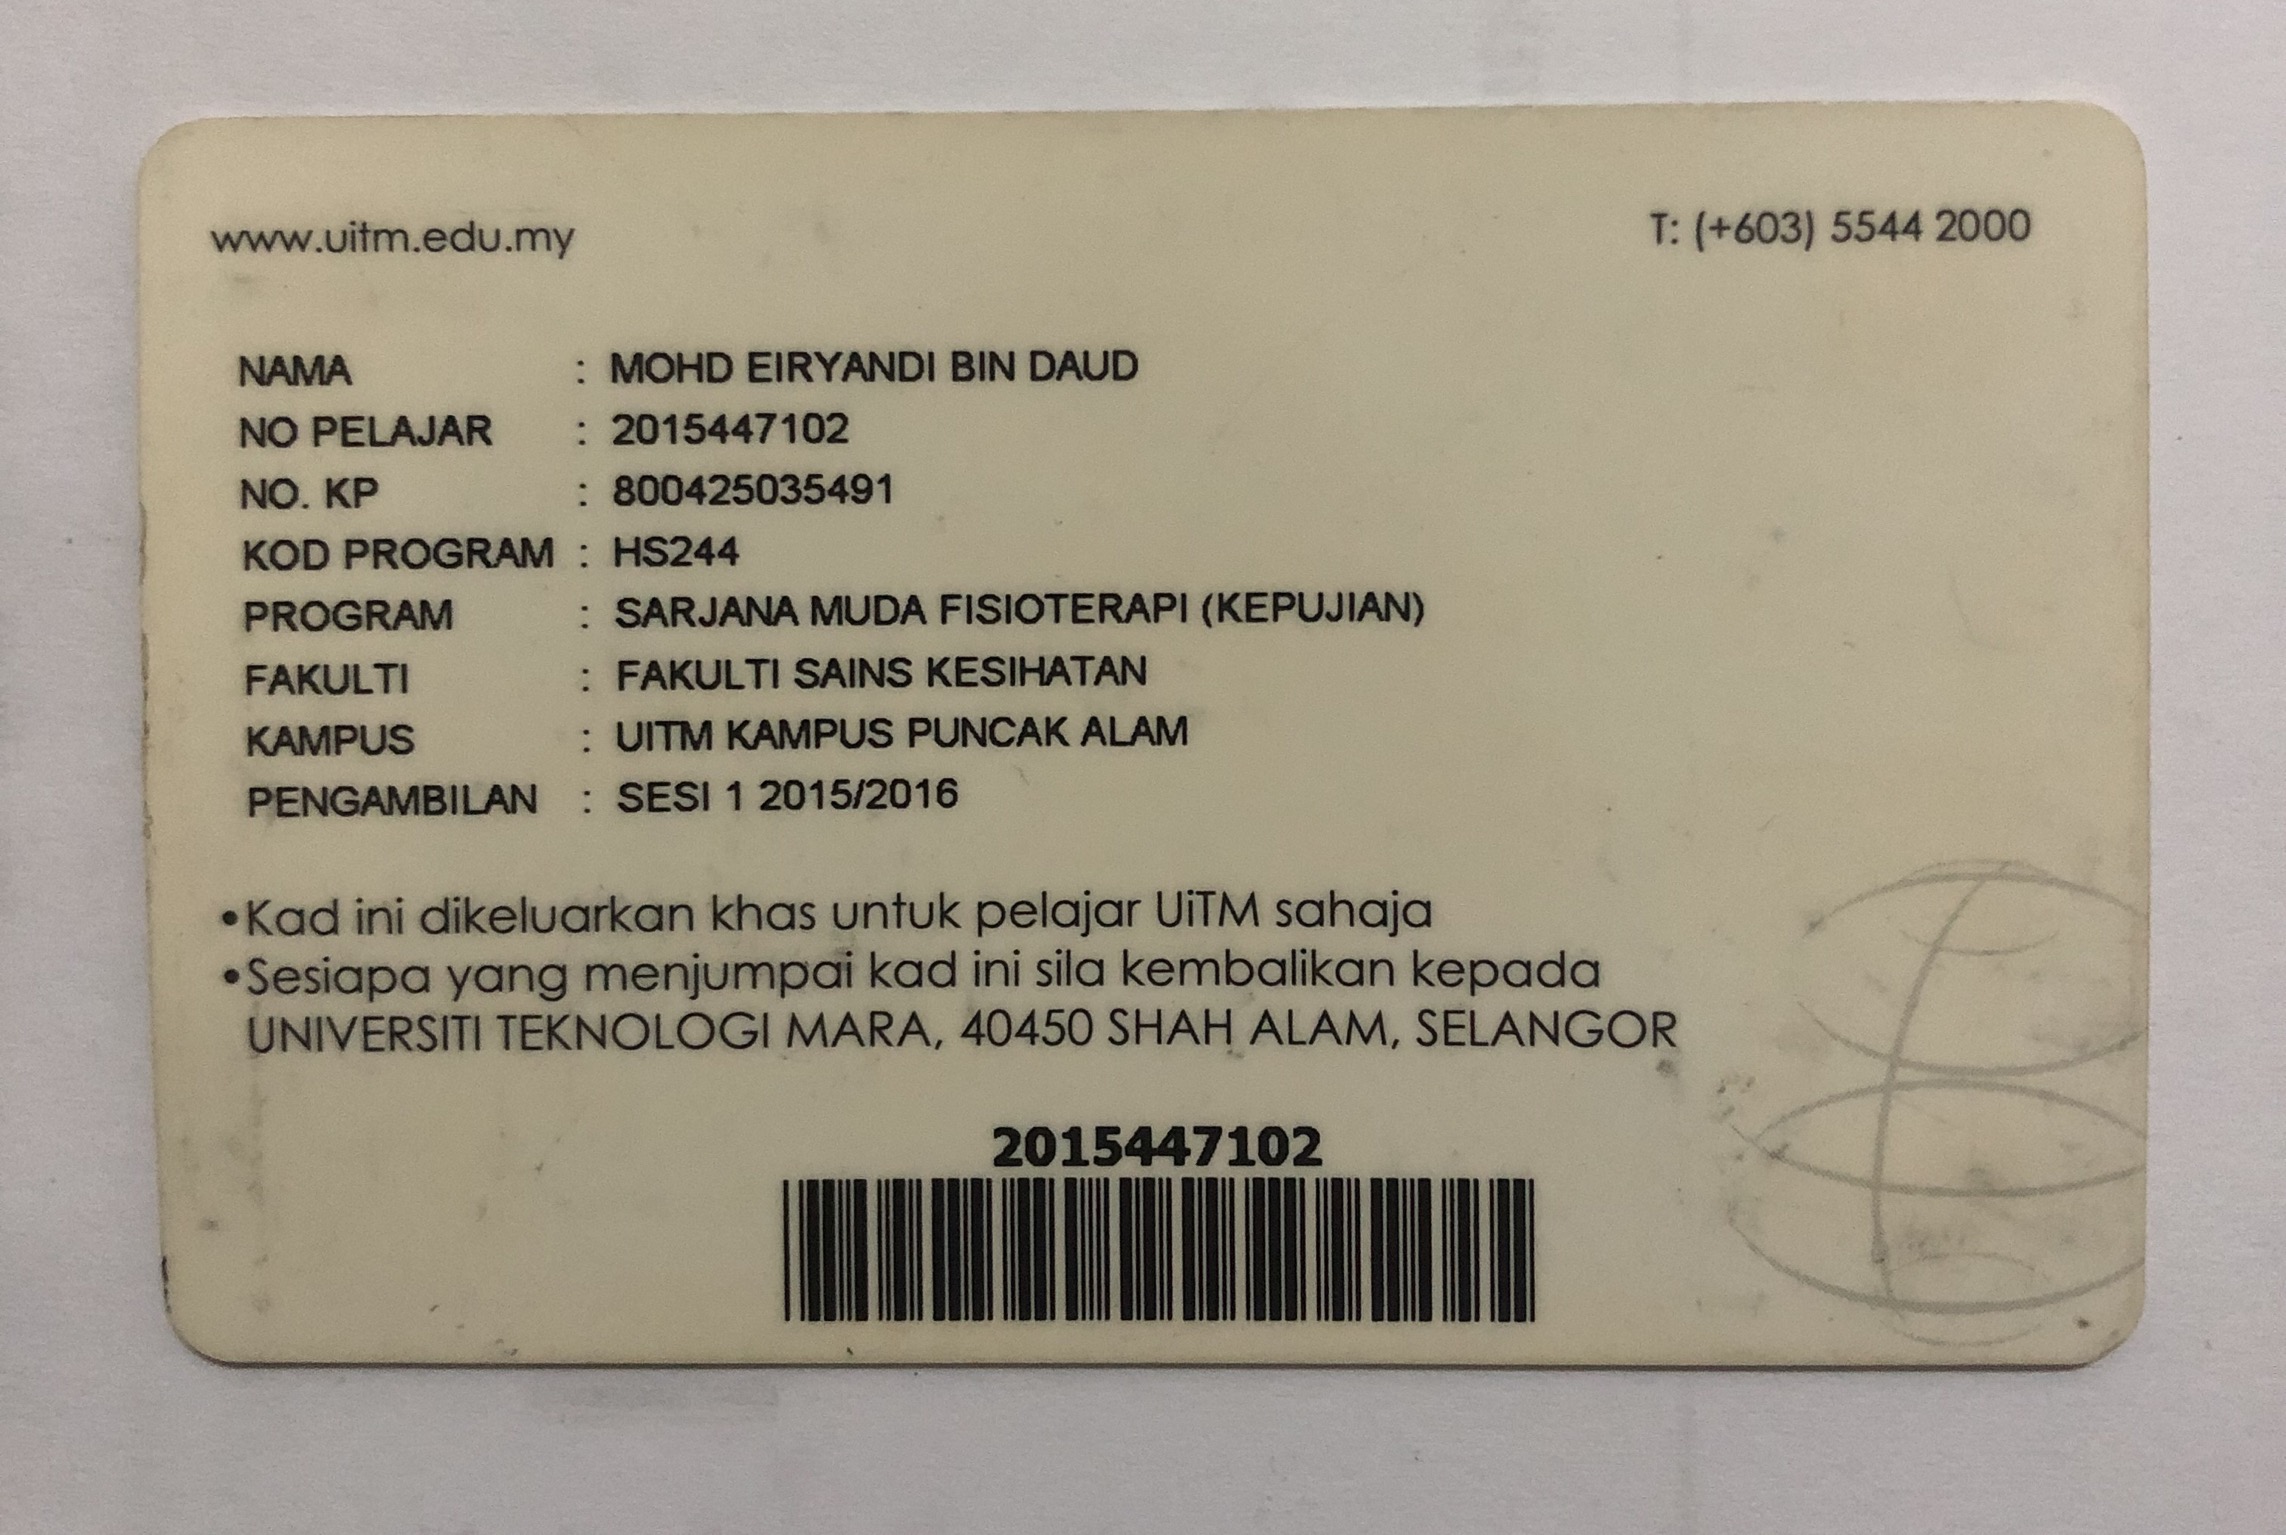 www.uitm.edu.my T: (+603) 5544 2000
NAMA : MOHD EIRYANDI BIN DAUD
NO PELAJAR : 2015447102
NO. KP : 800425035491
KOD PROGRAM : HS244
PROGRAM : SARJANA MUDA FISIOTERAPI (KEPUJIAN)
FAKULTI : FAKULTI SAINS KESIHATAN
KAMPUS : UITM KAMPUS PUNCAK ALAM
PENGAMBILAN : SESI 1 2015/2016
•Kad ini dikeluarkan khas untuk pelajar UiTM sahaja
•Sesiapa yang menjumpai kad ini sila kembalikan kepada
UNIVERSITI TEKNOLOGI MARA, 40450 SHAH ALAM, SELANGOR
2015447102